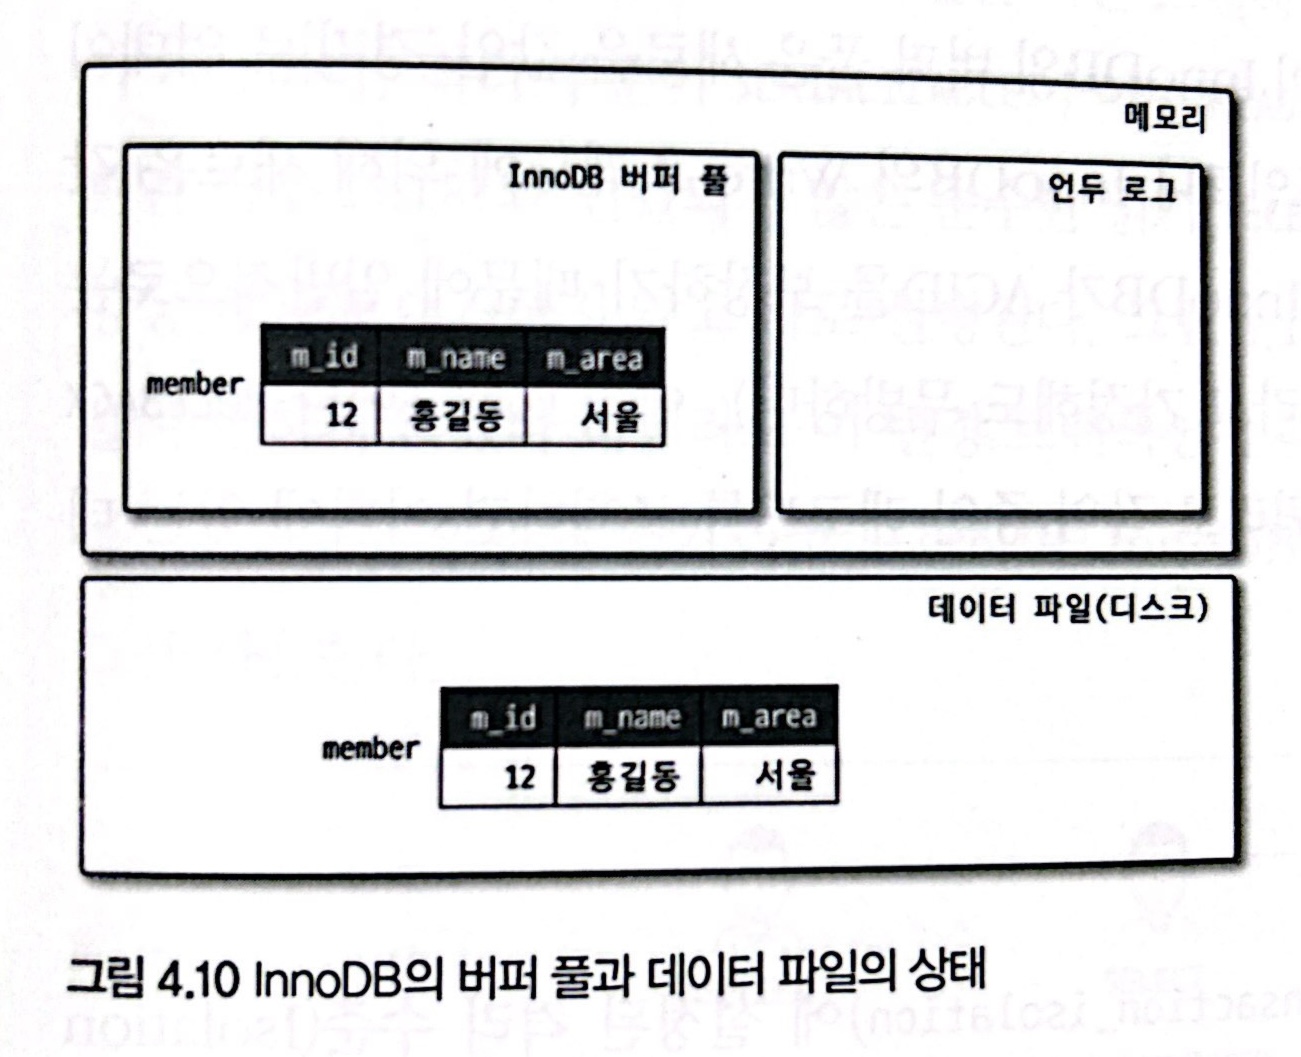 메모리
InnoDB 버퍼 풀
언두 로그
m_id m_name m_area
member
12 홍길동 서울
데이터 파일(디스크)
m_id m_name m_area
member
12 홍길동 서울
그림 4.10 InnoDB의 버퍼 풀과 데이터 파일의 상태